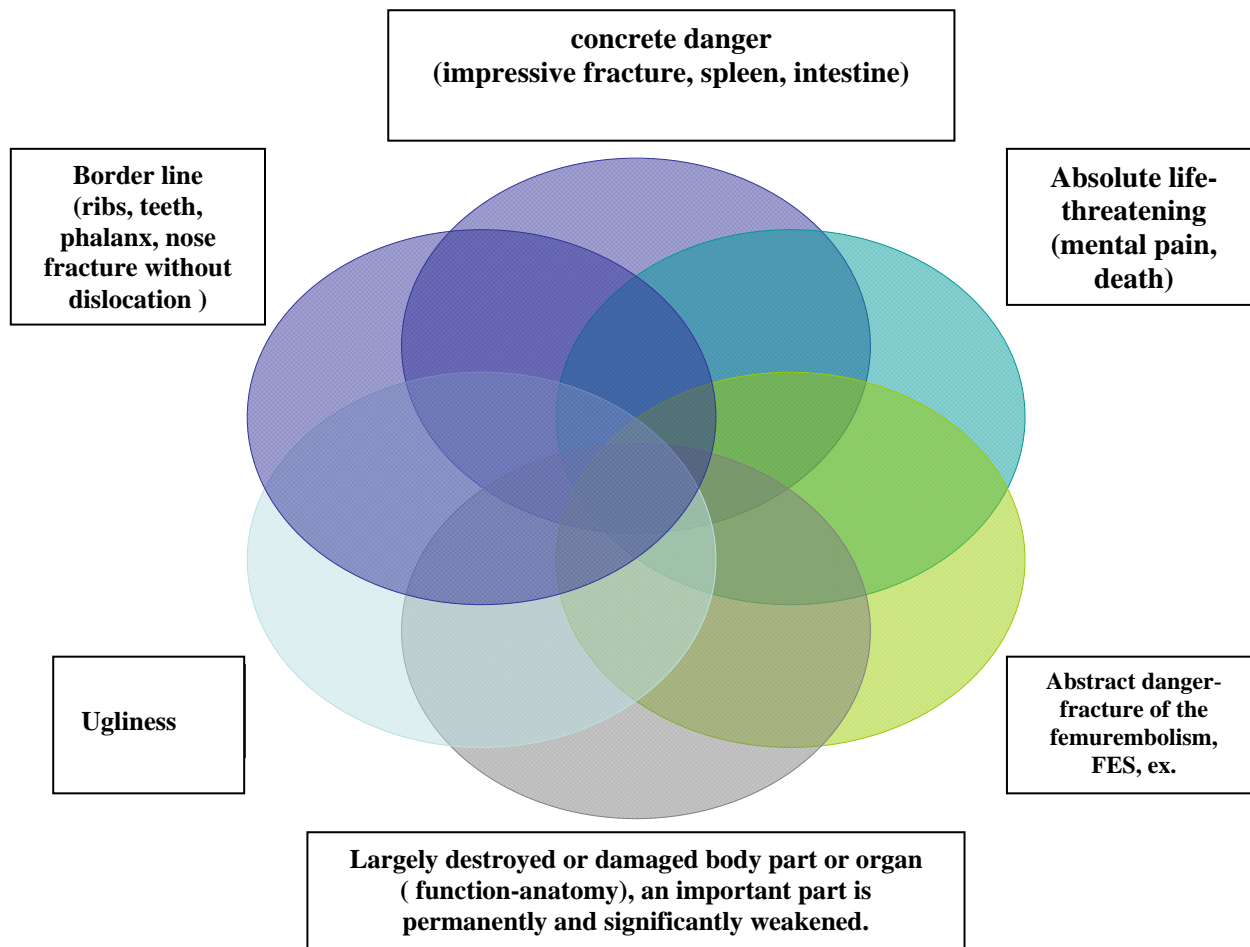 concrete danger
(impressive fracture, spleen, intestine)
Border line
(ribs, teeth,
phalanx, nose
fracture without
dislocation )
Absolute life-
threatening
(mental pain,
death)
Ugliness
Abstract danger-
fracture of the
femurembolism,
FES, ex.
Largely destroyed or damaged body part or organ
( function-anatomy), an important part is
permanently and significantly weakened.